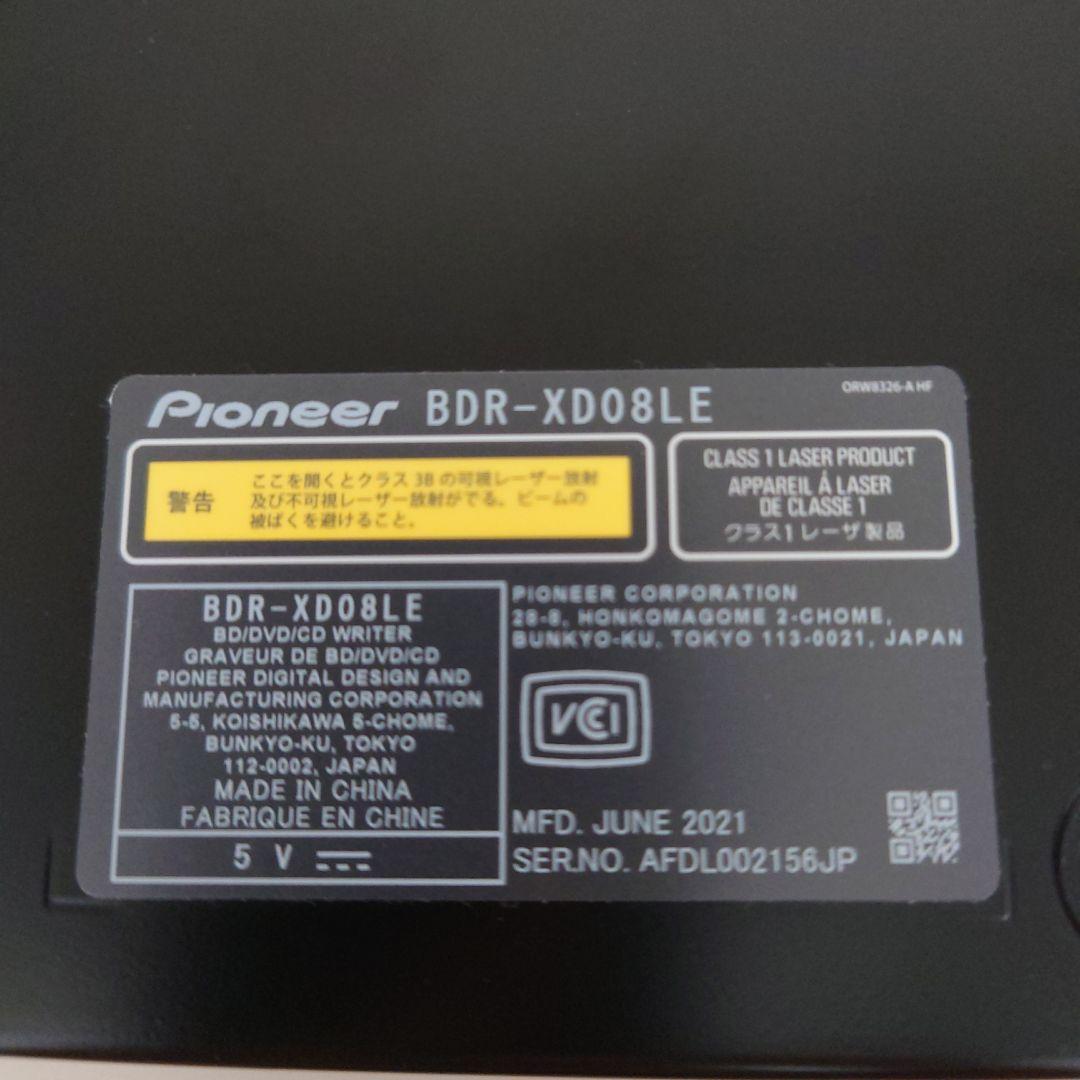 Pioneer BDR-XD08LE
ORW8326-A HF
警告
ここを開くとクラス 3B の可視レーザー放射
及び不可視レーザー放射がでる。ビームの
被ばくを避けること。
CLASS 1 LASER PRODUCT
APPAREIL À LASER
DE CLASSE 1
クラス1 レーザ製品
BDR-XD08LE
BD/DVD/CD WRITER
GRAVEUR DE BD/DVD/CD
PIONEER DIGITAL DESIGN AND
MANUFACTURING CORPORATION
5-5, KOISHIKAWA 5-CHOME,
BUNKYO-KU, TOKYO
112-0002, JAPAN
MADE IN CHINA
FABRIQUE EN CHINE
5 V
PIONEER CORPORATION
28-8, HONKOMAGOME 2-CHOME,
BUNKYO-KU, TOKYO 113-0021, JAPAN
VCCI
MFD. JUNE 2021
SER.NO. AFDL002156JP